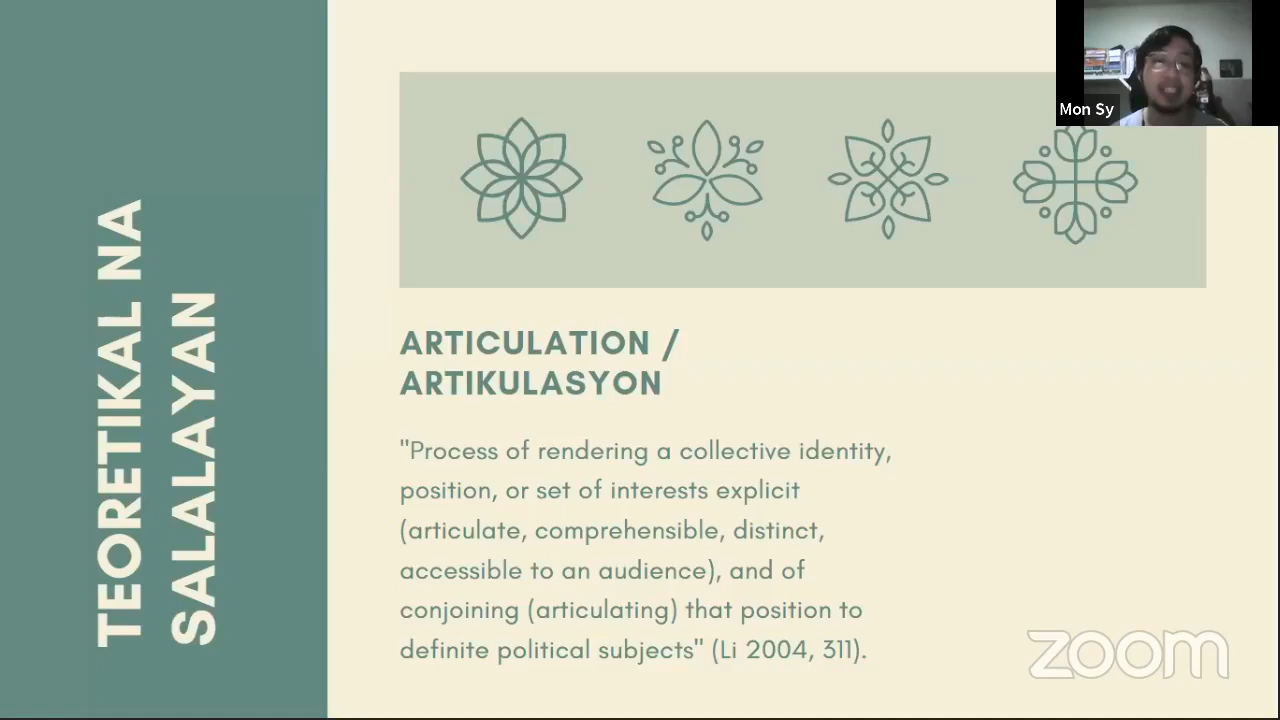 Mon Sy
TEORETIKAL NA
SALALAYAN
ARTICULATION /
ARTIKULASYON
"Process of rendering a collective identity,
position, or set of interests explicit
(articulate, comprehensible, distinct,
accessible to an audience), and of
conjoining (articulating) that position to
definite political subjects" (Li 2004, 311).
zoom